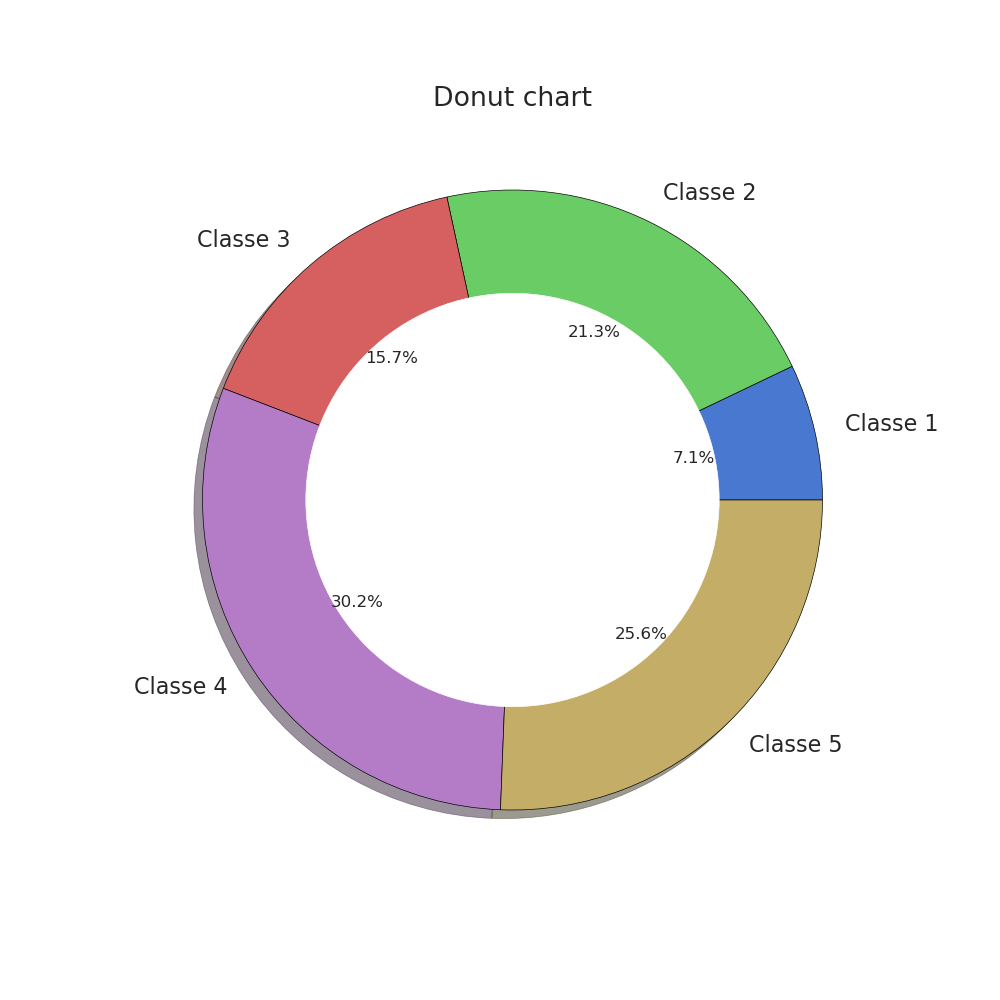 Donut chart
Classe 2
Classe 3
21.3%
15.7%
Classe 1
7.1%
30.2%
25.6%
Classe 4
Classe 5